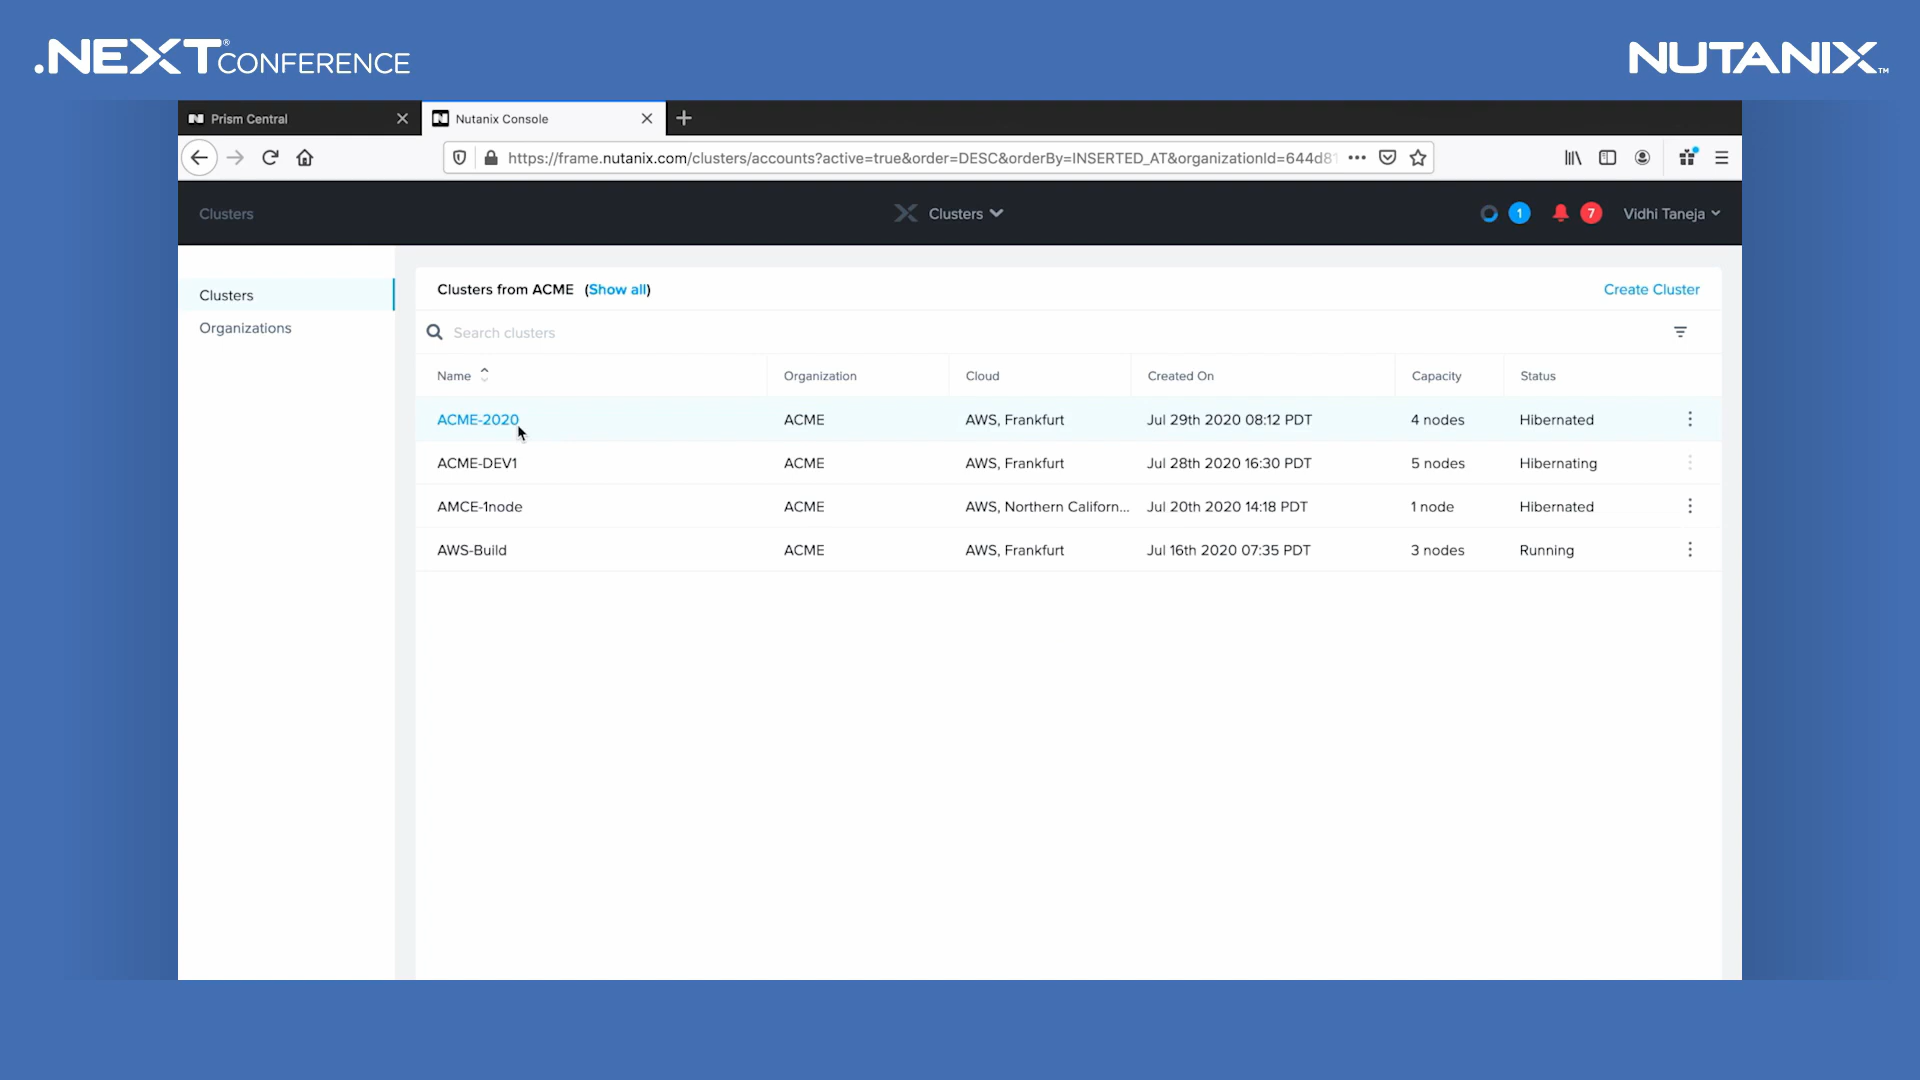 .NEXT® CONFERENCE
NUTANIX™
Prism Central
Nutanix Console
https://frame.nutanix.com/clusters/accounts?active=true&order=DESC&orderBy=INSERTED_AT&organizationId=644d81
Clusters
Clusters
1
7
Vidhi Taneja
Clusters
Organizations
Clusters from ACME (Show all)
Create Cluster
Search clusters
Name Organization Cloud Created On Capacity Status
ACME-2020 ACME AWS, Frankfurt Jul 29th 2020 08:12 PDT 4 nodes Hibernated
ACME-DEV1 ACME AWS, Frankfurt Jul 28th 2020 16:30 PDT 5 nodes Hibernating
AMCE-1node ACME AWS, Northern Californ... Jul 20th 2020 14:18 PDT 1 node Hibernated
AWS-Build ACME AWS, Frankfurt Jul 16th 2020 07:35 PDT 3 nodes Running